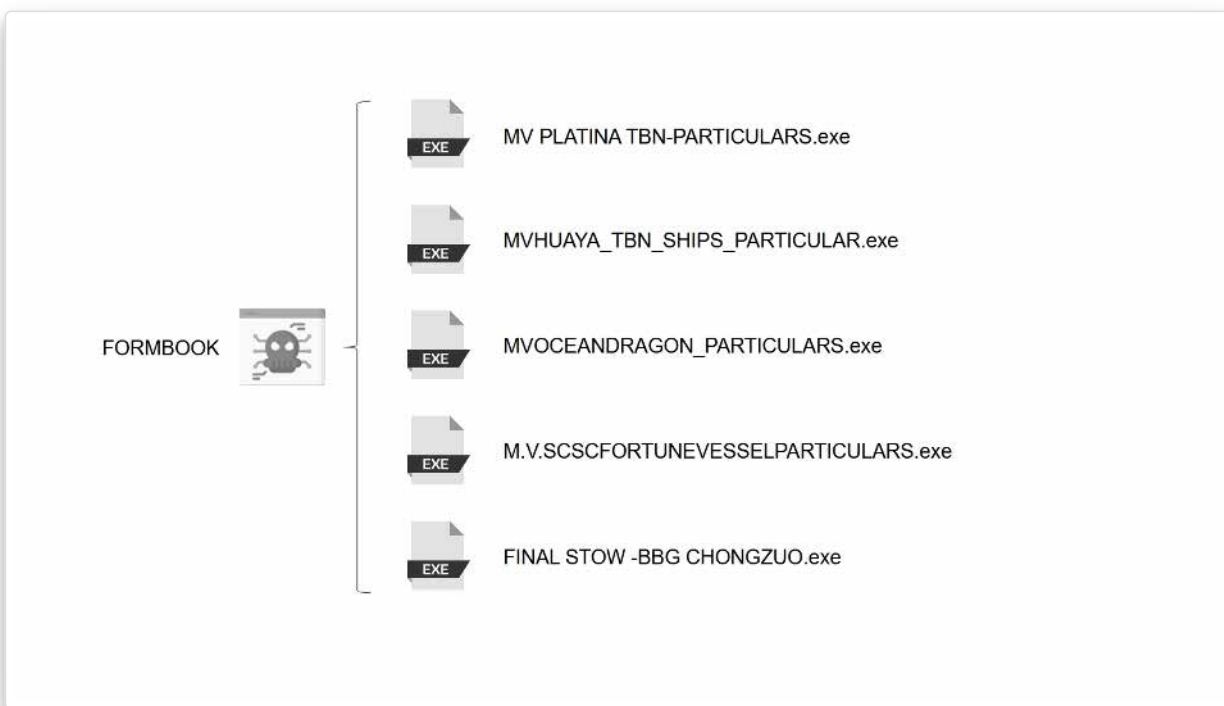 EXE
MV PLATINA TBN-PARTICULARS.exe
EXE
MVHUAYA_TBN_SHIPS_PARTICULAR.exe
FORMBOOK
EXE
MVOCEANDRAGON_PARTICULARS.exe
EXE
M.V.SCSCFORTUNEVESSELPARTICULARS.exe
EXE
FINAL STOW -BBG CHONGZUO.exe